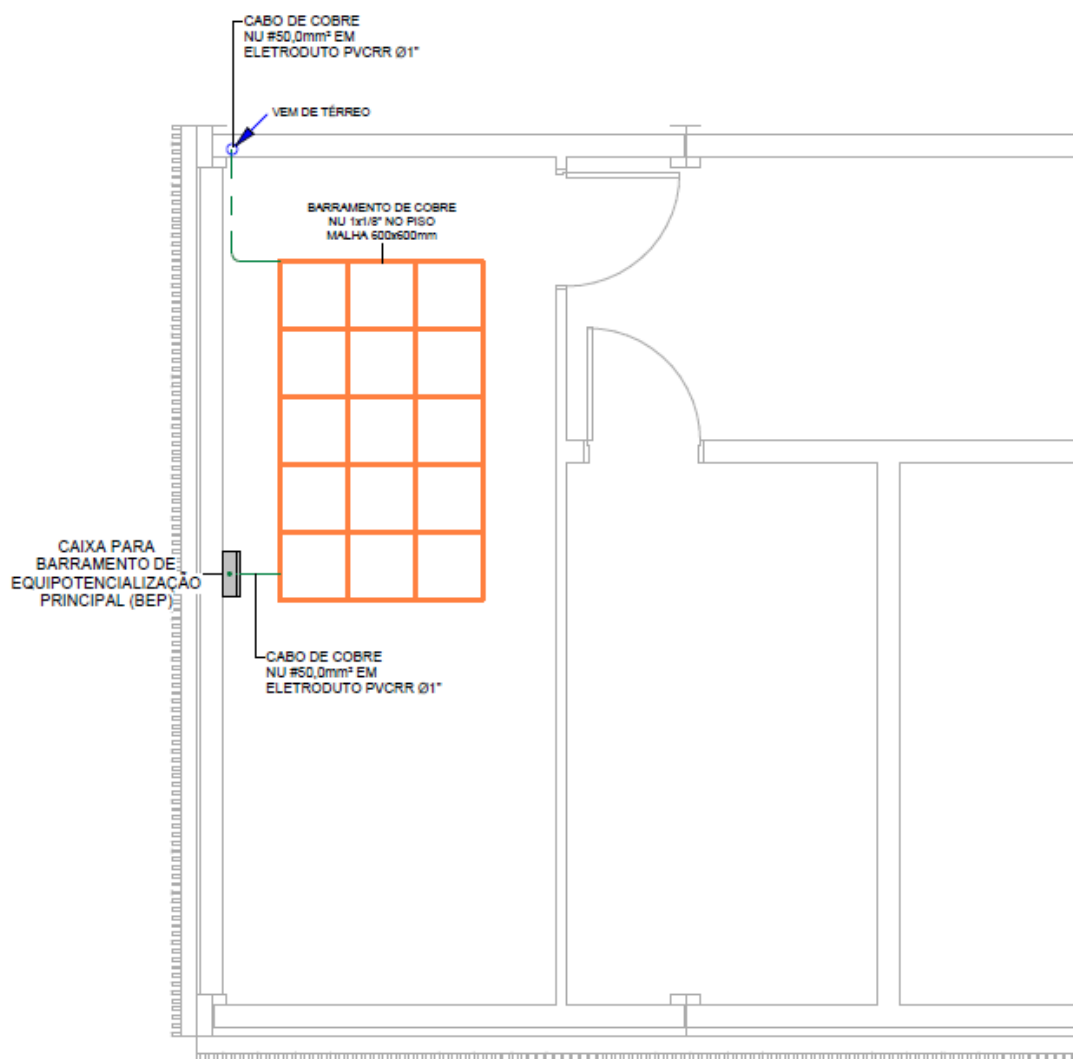 CABO DE COBRE
NU #50,0mm² EM
ELETRODUTO PVCRR Ø1"
VEM DE TÉRREO
BARRAMENTO DE COBRE
NU 1x1/8" NO PISO
MALHA 600x600mm
CAIXA PARA
BARRAMENTO DE
EQUIPOTENCIALIZAÇÃO
PRINCIPAL (BEP)
CABO DE COBRE
NU #50,0mm² EM
ELETRODUTO PVCRR Ø1"